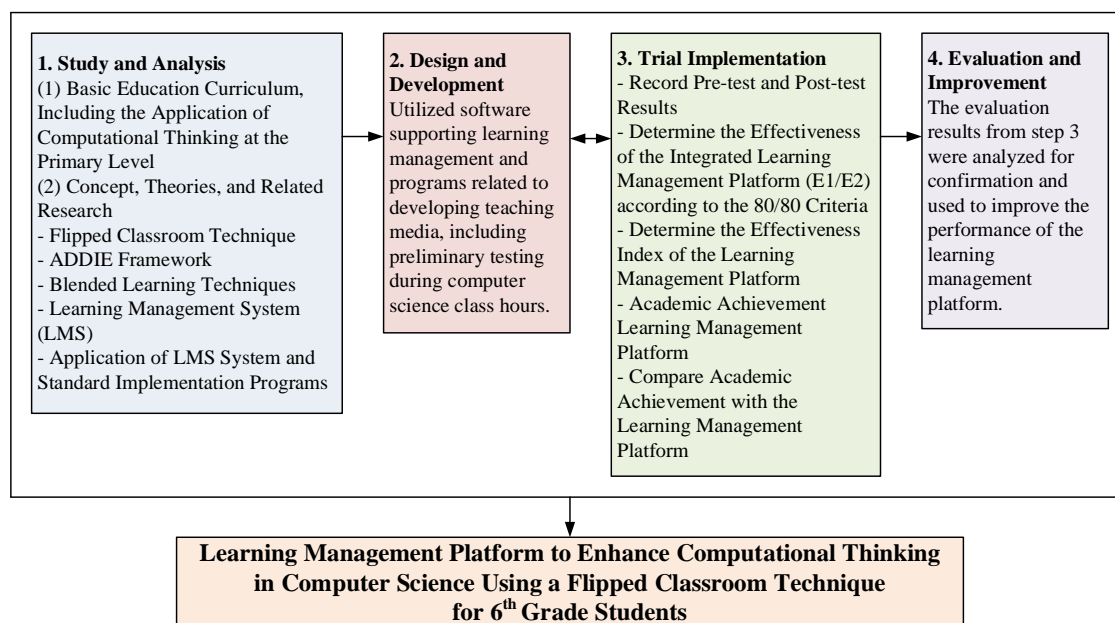 1. Study and Analysis
(1) Basic Education Curriculum,
Including the Application of
Computational Thinking at the
Primary Level
(2) Concept, Theories, and Related
Research
- Flipped Classroom Technique
- ADDIE Framework
- Blended Learning Techniques
- Learning Management System
(LMS)
- Application of LMS System and
Standard Implementation Programs
2. Design and
Development
Utilized software
supporting learning
management and
programs related to
developing teaching
media, including
preliminary testing
during computer
science class hours.
3. Trial Implementation
- Record Pre-test and Post-test
Results
- Determine the Effectiveness
of the Integrated Learning
Management Platform (E1/E2)
according to the 80/80 Criteria
- Determine the Effectiveness
Index of the Learning
Management Platform
- Academic Achievement
Learning Management
Platform
- Compare Academic
Achievement with the
Learning Management
Platform
4. Evaluation and
Improvement
The evaluation
results from step 3
were analyzed for
confirmation and
used to improve the
performance of the
learning
management
platform.
Learning Management Platform to Enhance Computational Thinking
in Computer Science Using a Flipped Classroom Technique
for 6th Grade Students